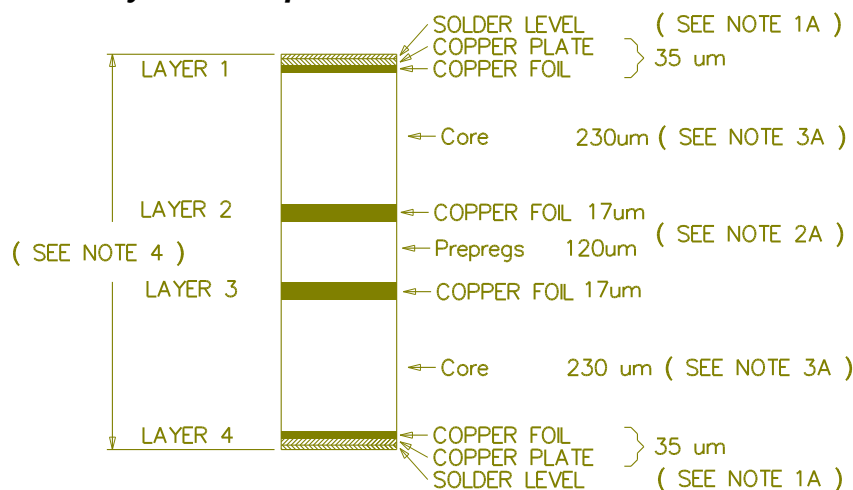 SOLDER LEVEL ( SEE NOTE 1A )
COPPER PLATE
35 um
LAYER 1 COPPER FOIL
Core 230um ( SEE NOTE 3A )
LAYER 2 COPPER FOIL 17um
( SEE NOTE 2A )
( SEE NOTE 4 ) Prepregs 120um
LAYER 3 COPPER FOIL 17um
Core 230 um ( SEE NOTE 3A )
LAYER 4 COPPER FOIL
35 um
COPPER PLATE
SOLDER LEVEL ( SEE NOTE 1A )